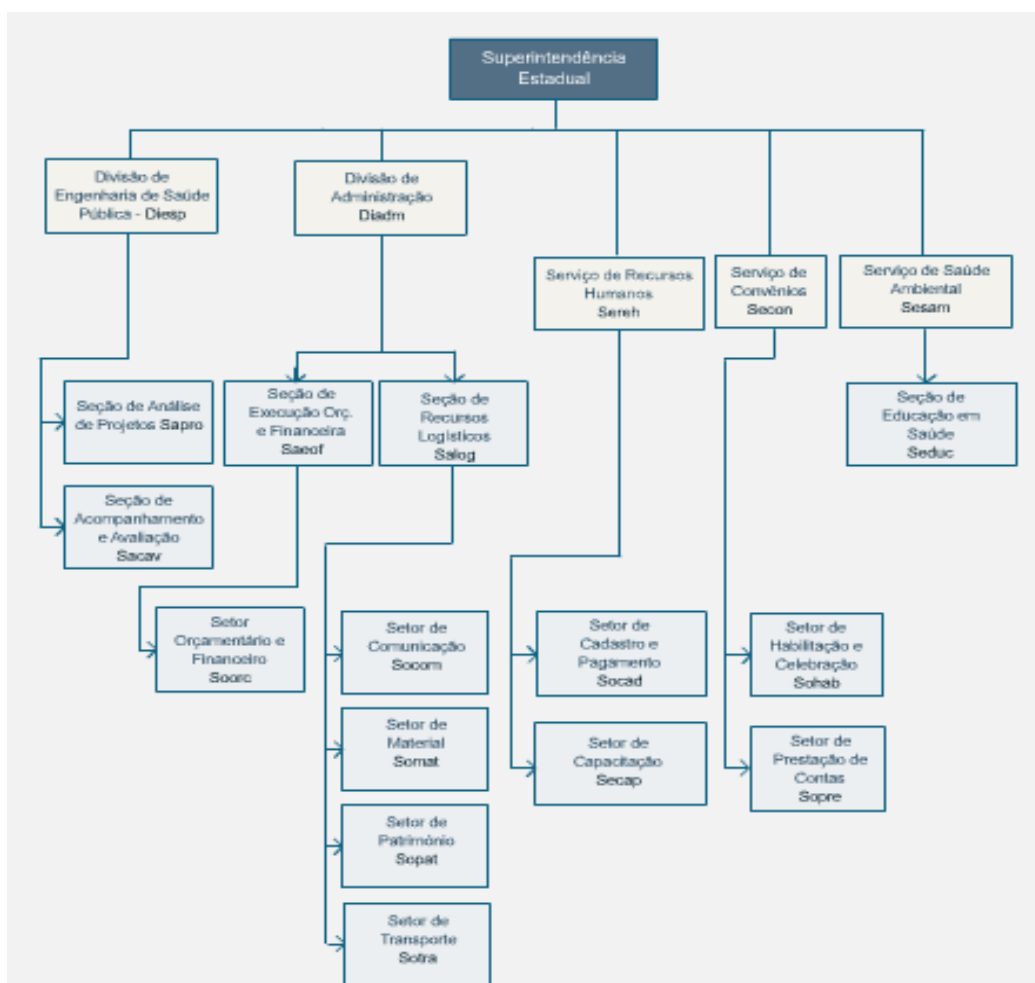 Superintendência
Estadual
Divisão de
Engenharia de Saúde
Pública - Diesp
Divisão de
Administração
Diadm
Serviço de Recursos
Humanos
Sereh
Serviço de
Convênios
Secon
Serviço de Saúde
Ambiental
Sesam
Seção de Análise
de Projetos Sapro
Seção de
Execução Orç.
e Financeira
Saeof
Seção de
Recursos
Logísticos
Salog
Seção de
Educação em
Saúde
Seduc
Seção de
Acompanhamento
e Avaliação
Sacav
Setor
Orçamentário e
Financeiro
Soorc
Setor de
Comunicação
Socom
Setor de
Cadastro e
Pagamento
Socad
Setor de
Habilitação e
Celebração
Sohab
Setor de
Material
Somat
Setor de
Capacitação
Secap
Setor de
Prestação de
Contas
Sopre
Setor de
Patrimônio
Sopat
Setor de
Transporte
Sotra